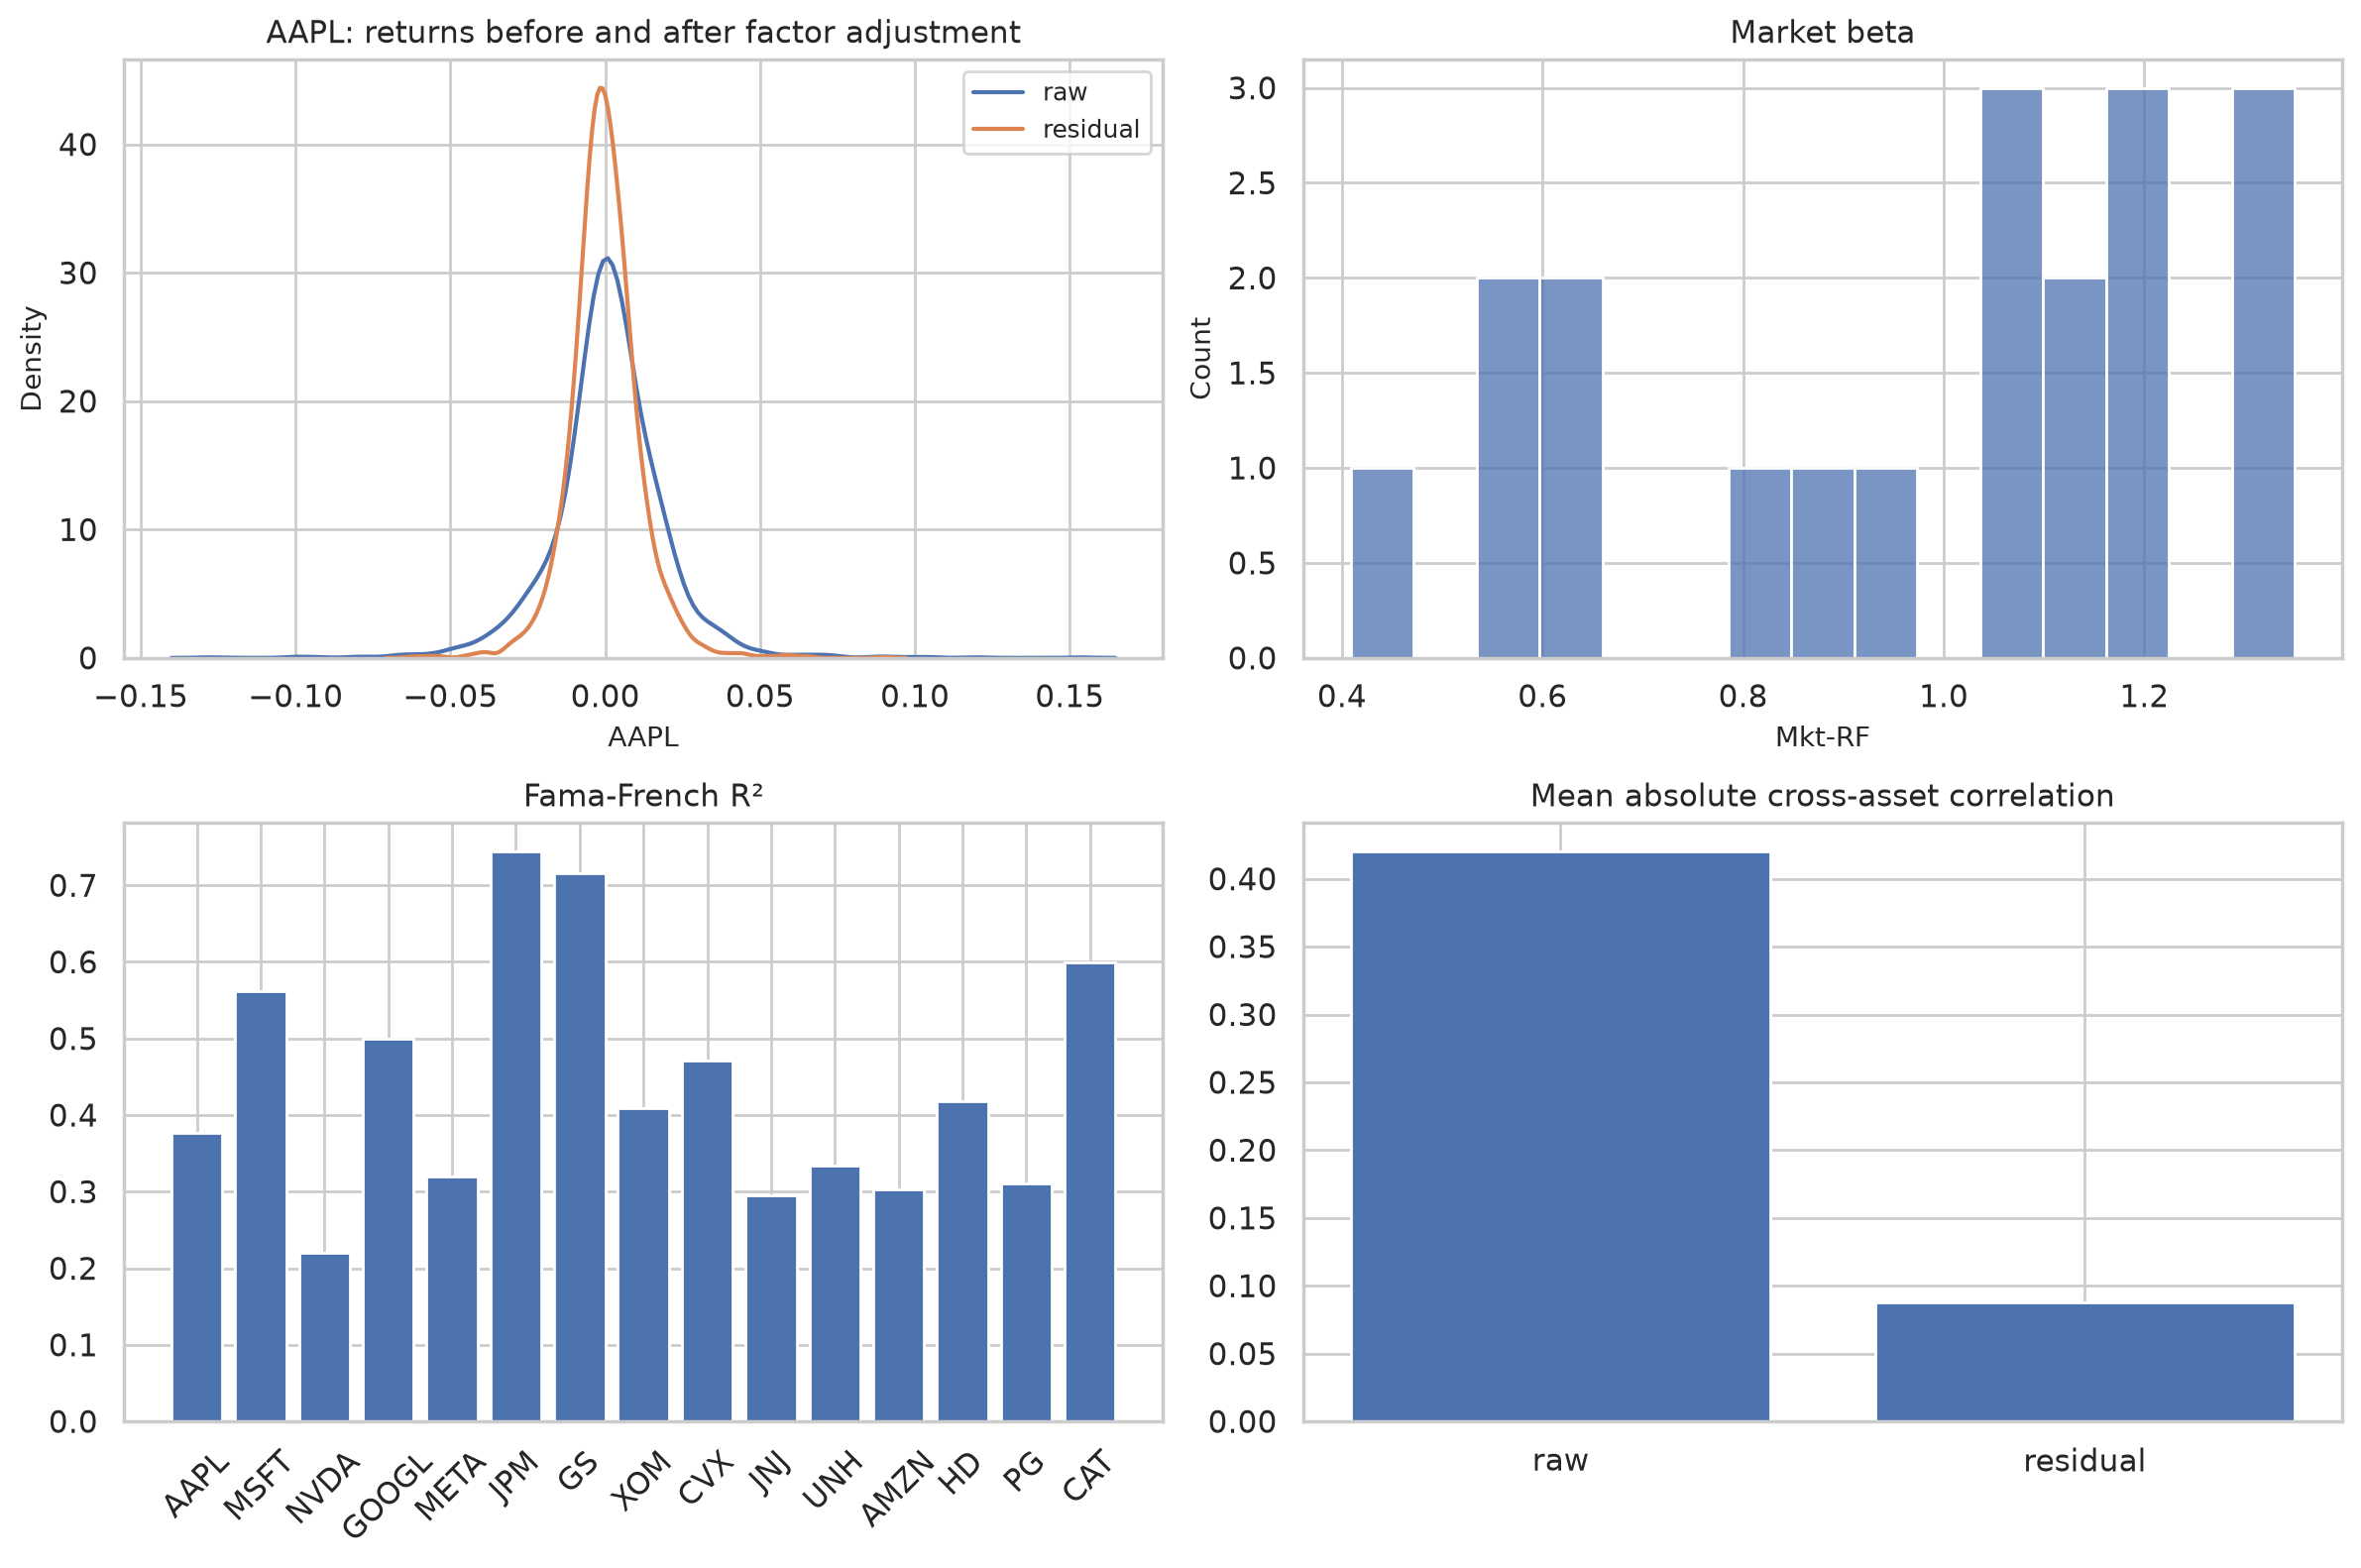 AAPL: returns before and after factor adjustment
raw
residual
Density
40
30
20
10
0
−0.15 −0.10 −0.05 0.00 0.05 0.10 0.15
AAPL
Market beta
Count
3.0
2.5
2.0
1.5
1.0
0.5
0.0
0.4 0.6 0.8 1.0 1.2
Mkt-RF
Fama-French R²
0.7
0.6
0.5
0.4
0.3
0.2
0.1
0.0
AAPL MSFT NVDA GOOGL META JPM GS XOM CVX JNJ UNH AMZN HD PG CAT
Mean absolute cross-asset correlation
0.40
0.35
0.30
0.25
0.20
0.15
0.10
0.05
0.00
raw residual